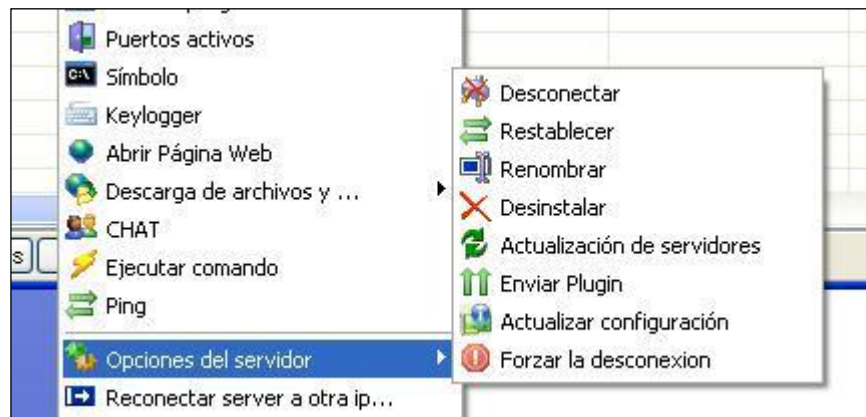 Puertos activos
Símbolo
Keylogger
Abrir Página Web
Descarga de archivos y ...
CHAT
Ejecutar comando
Ping
Opciones del servidor
Reconectar server a otra ip...
Desconectar
Restablecer
Renombrar
Desinstalar
Actualización de servidores
Enviar Plugin
Actualizar configuración
Forzar la desconexion